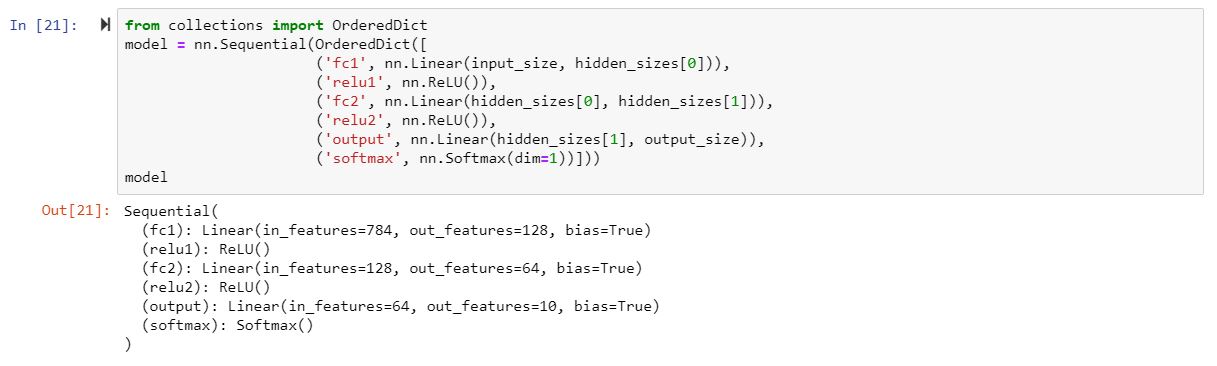 In [21]:
from collections import OrderedDict
model = nn.Sequential(OrderedDict([
                      ('fc1', nn.Linear(input_size, hidden_sizes[0])),
                      ('relu1', nn.ReLU()),
                      ('fc2', nn.Linear(hidden_sizes[0], hidden_sizes[1])),
                      ('relu2', nn.ReLU()),
                      ('output', nn.Linear(hidden_sizes[1], output_size)),
                      ('softmax', nn.Softmax(dim=1))]))
model
Out[21]:
Sequential(
  (fc1): Linear(in_features=784, out_features=128, bias=True)
  (relu1): ReLU()
  (fc2): Linear(in_features=128, out_features=64, bias=True)
  (relu2): ReLU()
  (output): Linear(in_features=64, out_features=10, bias=True)
  (softmax): Softmax()
)